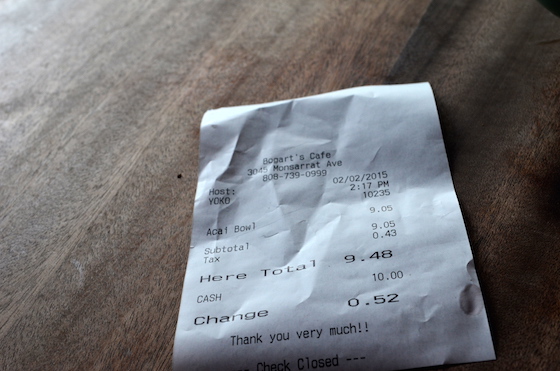 Bogart's Cafe
3045 Monsarrat Ave
808-739-0999
Host: 02/02/2015
YOKO 2:17 PM
10235
Acai Bowl 9.05
Subtotal 9.05
Tax 0.43
Here Total 9.48
CASH 10.00
Change 0.52
Thank you very much!!
Check Closed ---